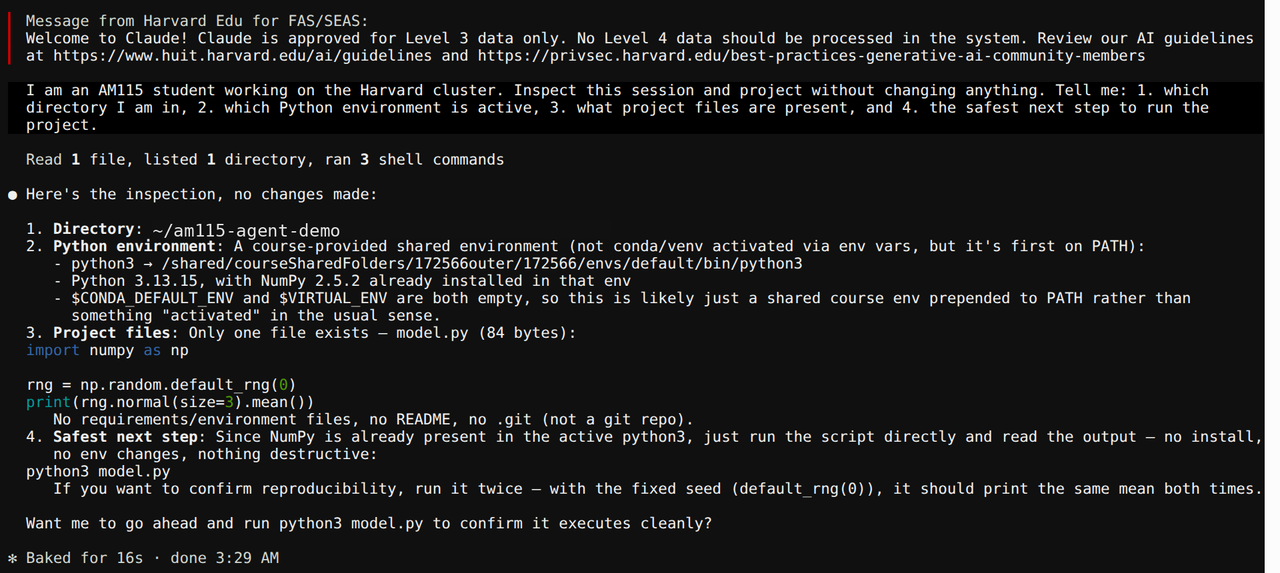 Message from Harvard Edu for FAS/SEAS:
Welcome to Claude! Claude is approved for Level 3 data only. No Level 4 data should be processed in the system. Review our AI guidelines
at https://www.huit.harvard.edu/ai/guidelines and https://privsec.harvard.edu/best-practices-generative-ai-community-members
I am an AM115 student working on the Harvard cluster. Inspect this session and project without changing anything. Tell me: 1. which
directory I am in, 2. which Python environment is active, 3. what project files are present, and 4. the safest next step to run the
project.
Read 1 file, listed 1 directory, ran 3 shell commands
● Here's the inspection, no changes made:
1. Directory: ~/am115-agent-demo
2. Python environment: A course-provided shared environment (not conda/venv activated via env vars, but it's first on PATH):
- python3 → /shared/courseSharedFolders/172566outer/172566/envs/default/bin/python3
- Python 3.13.15, with NumPy 2.5.2 already installed in that env
- $CONDA_DEFAULT_ENV and $VIRTUAL_ENV are both empty, so this is likely just a shared course env prepended to PATH rather than
something "activated" in the usual sense.
3. Project files: Only one file exists — model.py (84 bytes):
import numpy as np
rng = np.random.default_rng(0)
print(rng.normal(size=3).mean())
No requirements/environment files, no README, no .git (not a git repo).
4. Safest next step: Since NumPy is already present in the active python3, just run the script directly and read the output — no install,
no env changes, nothing destructive:
python3 model.py
If you want to confirm reproducibility, run it twice — with the fixed seed (default_rng(0)), it should print the same mean both times.
Want me to go ahead and run python3 model.py to confirm it executes cleanly?
✻ Baked for 16s · done 3:29 AM